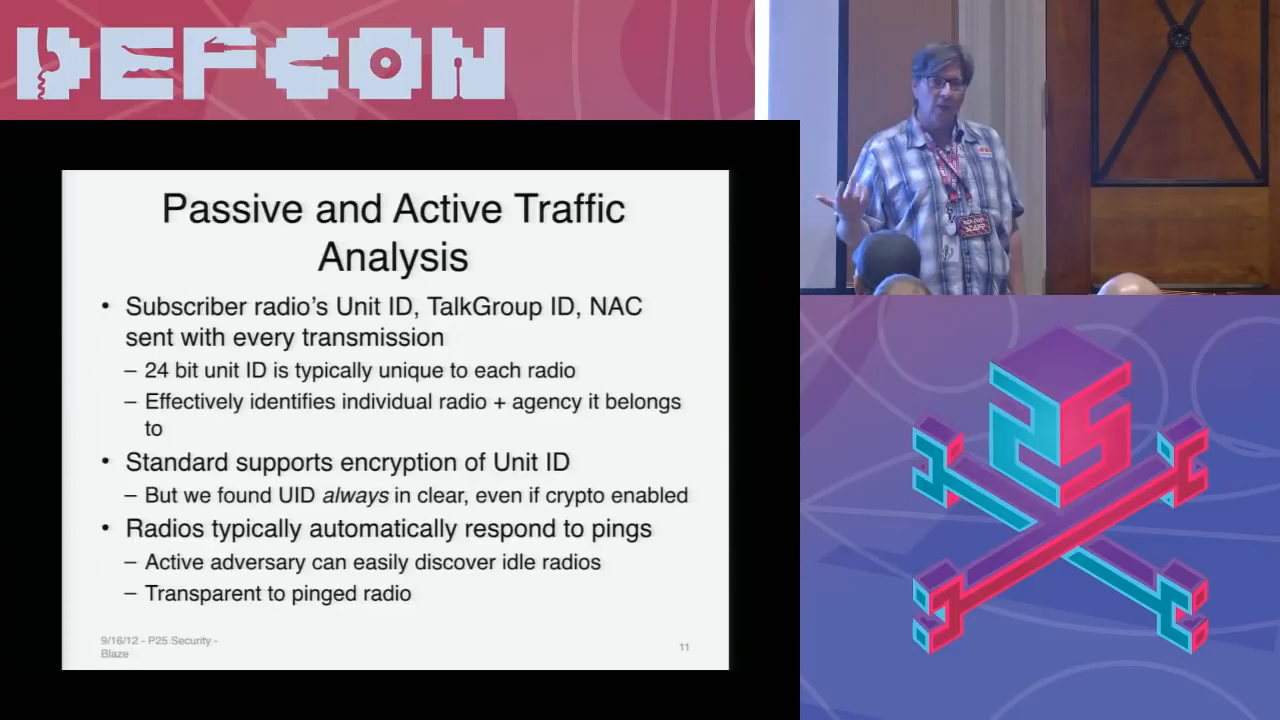 DEFCON
Passive and Active Traffic
Analysis
• Subscriber radio's Unit ID, TalkGroup ID, NAC
sent with every transmission
– 24 bit unit ID is typically unique to each radio
– Effectively identifies individual radio + agency it belongs
to
• Standard supports encryption of Unit ID
– But we found UID always in clear, even if crypto enabled
• Radios typically automatically respond to pings
– Active adversary can easily discover idle radios
– Transparent to pinged radio
9/16/12 - P25 Security -
Blaze
11
25